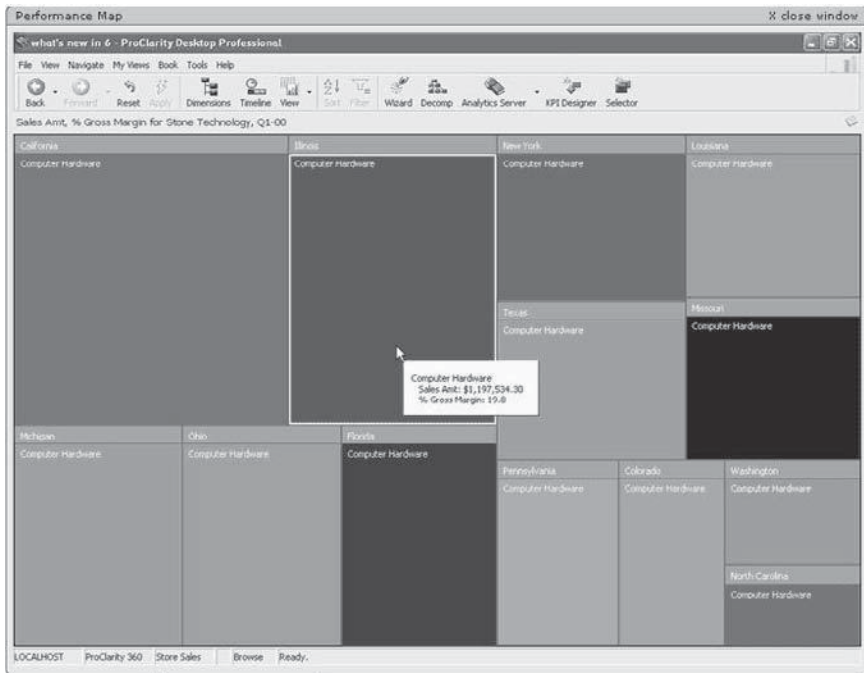 Performance Map X close window
what's new in 6 - ProClarity Desktop Professional
File View Navigate My Views Book Tools Help
Back Forward Reset Apply Dimensions Timeline View Sort Filter Wizard Decomp Analytics Server KPI Designer Selector
Sales Amt, % Gross Margin for Stone Technology, Q1-00
California Illinois New York Louisiana
Computer Hardware Computer Hardware Computer Hardware Computer Hardware
Texas Missouri
Computer Hardware Computer Hardware
Computer Hardware
Sales Amt: $1,197,534.30
% Gross Margin: 19.8
Michigan Ohio Florida
Computer Hardware Computer Hardware Computer Hardware
Pennsylvania Colorado Washington
Computer Hardware Computer Hardware Computer Hardware
North Carolina
Computer Hardware
LOCALHOST ProClarity 360 Store Sales Browse Ready.